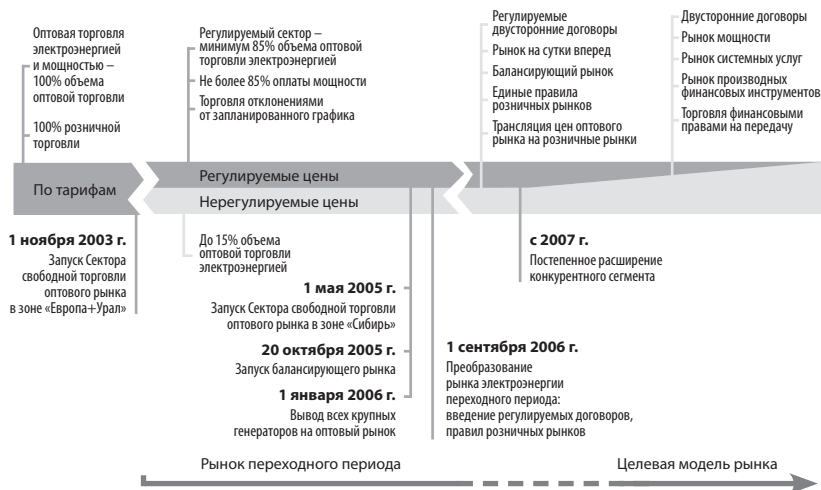 Оптовая торговля
электроэнергией
и мощностью –
100% объема
оптовой торговли
100% розничной
торговли
Регулируемый сектор –
минимум 85% объема оптовой
торговли электроэнергией
Не более 85% оплаты мощности
Торговля отклонениями
от запланированного графика
Регулируемые
двусторонние договоры
Рынок на сутки вперед
Балансирующий рынок
Единые правила
розничных рынков
Трансляция цен оптового
рынка на розничные рынки
Двусторонние договоры
Рынок мощности
Рынок системных услуг
Рынок производных
финансовых инструментов
Торговля финансовыми
правами на передачу
По тарифам
Регулируемые цены
Нерегулируемые цены
1 ноября 2003 г.
Запуск Сектора
свободной торговли
оптового рынка
в зоне «Европа+Урал»
До 15% объема
оптовой торговли
электроэнергией
1 мая 2005 г.
Запуск Сектора свободной торговли
оптового рынка в зоне «Сибирь»
20 октября 2005 г.
Запуск балансирующего рынка
1 января 2006 г.
Вывод всех крупных
генераторов на оптовый рынок
с 2007 г.
Постепенное расширение
конкурентного сегмента
1 сентября 2006 г.
Преобразование
рынка электроэнергии
переходного периода:
введение регулируемых договоров,
правил розничных рынков
Рынок переходного периода
Целевая модель рынка